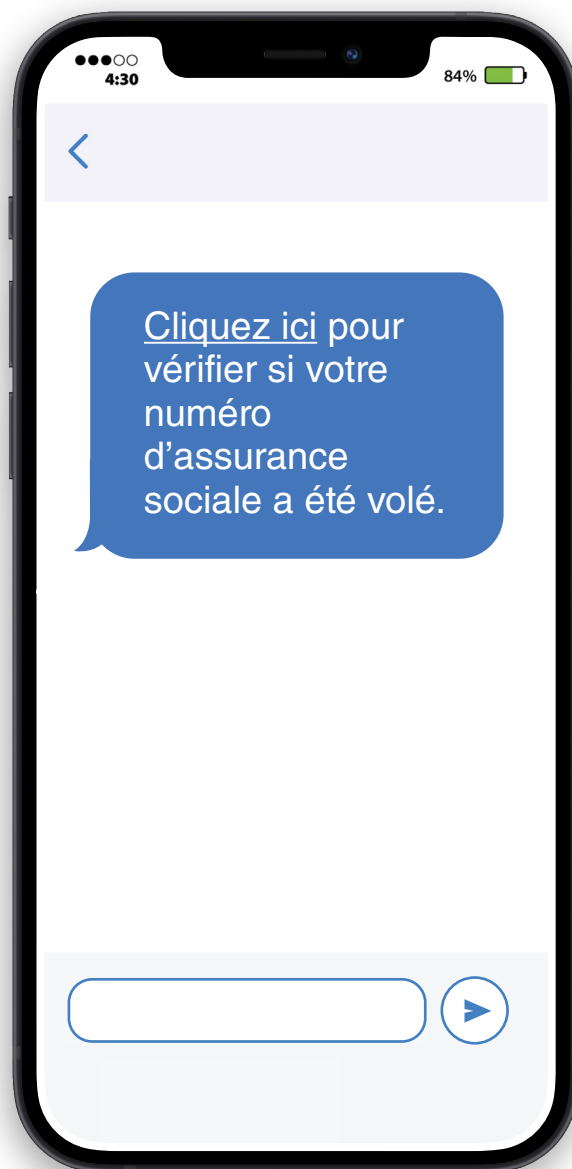 4:30
84%
Cliquez ici pour
vérifier si votre
numéro
d’assurance
sociale a été volé.